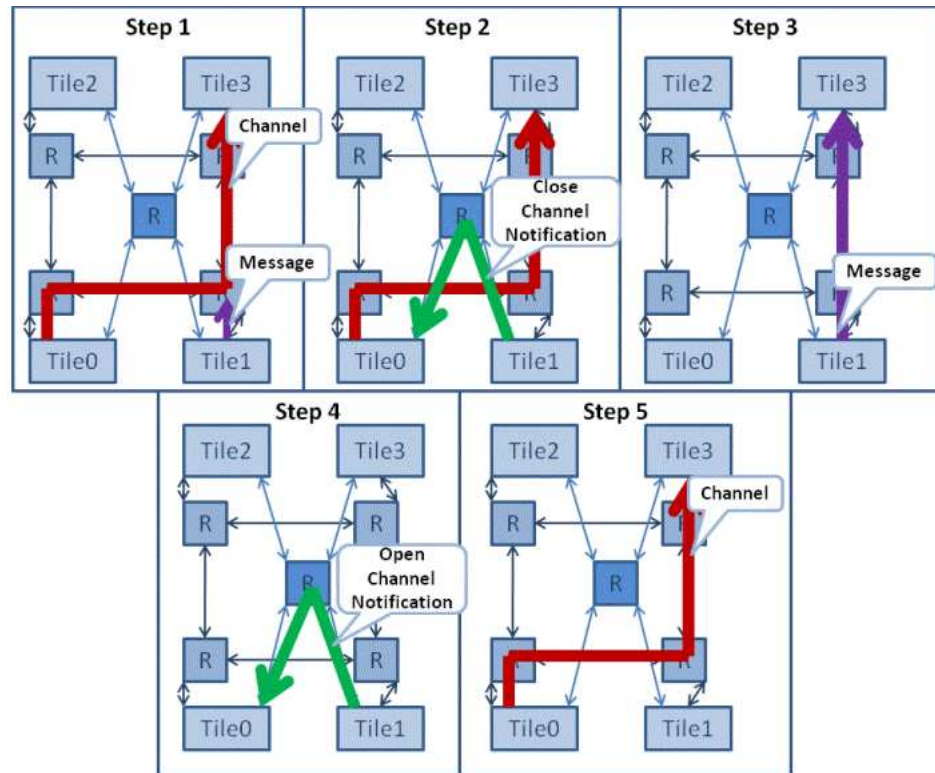 Step 1
Tile2
Tile3
Channel
R
R
R
Message
R
R
Tile0
Tile1
Step 2
Tile2
Tile3
R
R
R
Close
Channel
Notification
R
R
Tile0
Tile1
Step 3
Tile2
Tile3
R
R
R
Message
R
R
Tile0
Tile1
Step 4
Tile2
Tile3
R
R
R
Open
Channel
Notification
R
R
Tile0
Tile1
Step 5
Tile2
Tile3
Channel
R
R
R
R
R
Tile0
Tile1